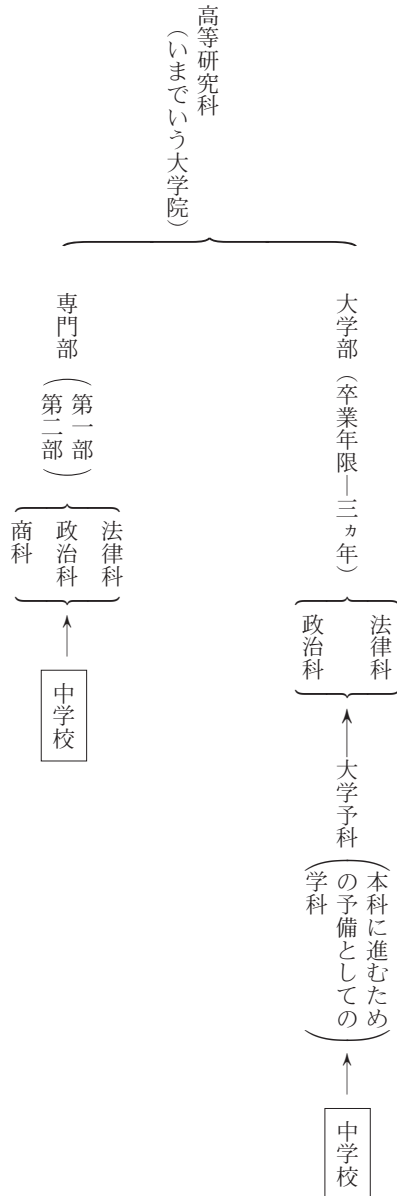 高等研究科
（いまでいう大学院）
大学部（卒業年限―三ヵ年）
法律科
政治科
大学予科
本科に進むため
の予備としての
学科
中学校
専門部
第一部
第二部
法律科
政治科
商科
中学校